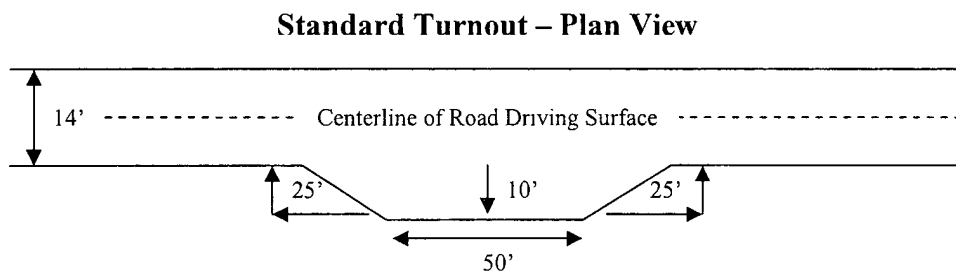 Standard Turnout – Plan View
14'
Centerline of Road Driving Surface
25'
10'
25'
50'